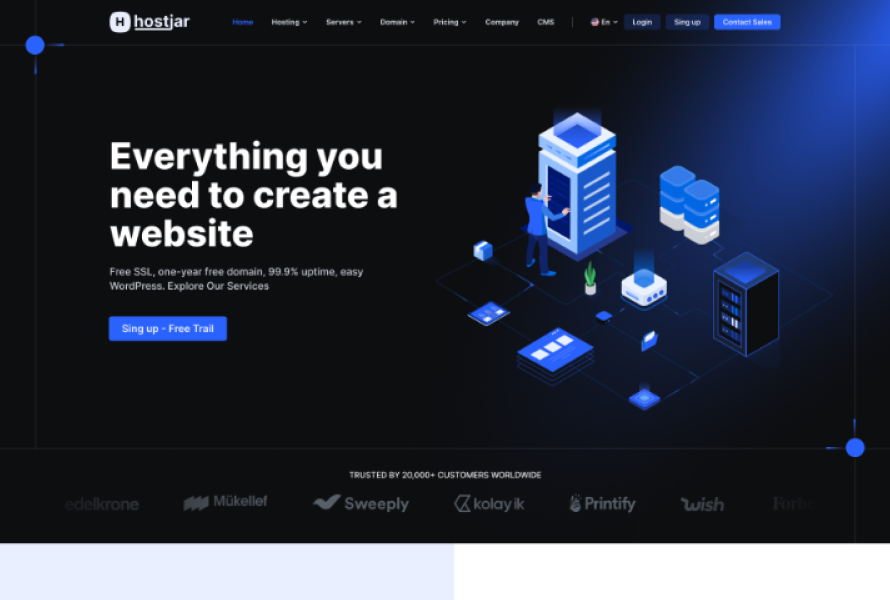 H hostjar
Home Hosting Servers Domain Pricing Company CMS En Login Sing up Contact Sales
Everything you
need to create a
website
Free SSL, one-year free domain, 99.9% uptime, easy
WordPress. Explore Our Services
Sing up - Free Trail
TRUSTED BY 20,000+ CUSTOMERS WORLDWIDE
edelkrone Mükellef Sweeply kolay ik Printify wish Forbe